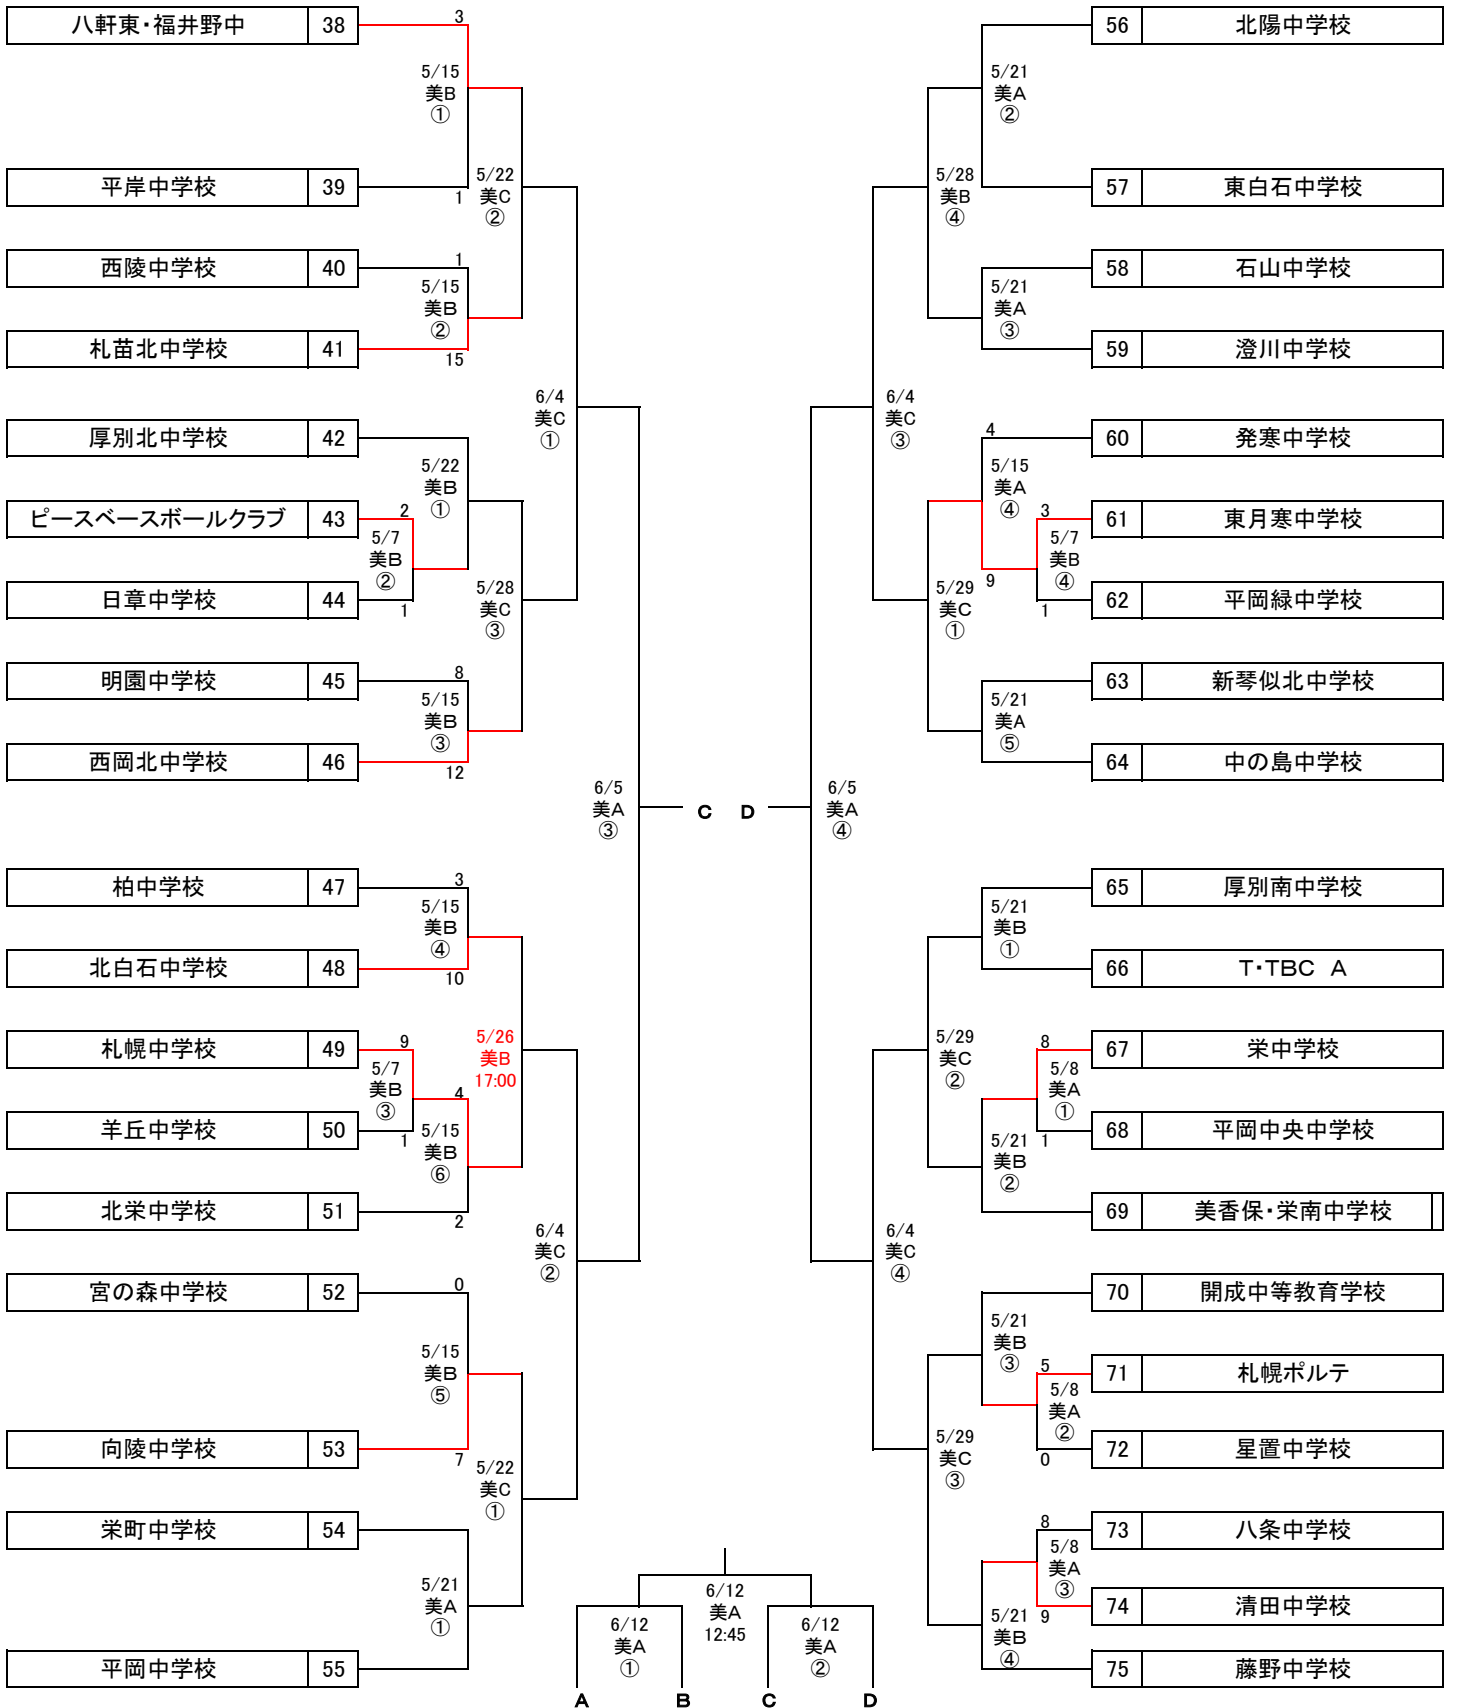 八軒東・福井野中 38
3
5/15
美B
①
平岸中学校 39
1
5/22
美C
②
西陵中学校 40
1
5/15
美B
②
札苗北中学校 41
15
6/4
美C
①
厚別北中学校 42
5/22
美B
①
ピースベースボールクラブ 43
2
5/7
美B
②
日章中学校 44
1
5/28
美C
③
明園中学校 45
8
5/15
美B
③
西岡北中学校 46
12
6/5
美A
③
C
柏中学校 47
3
5/15
美B
④
北白石中学校 48
10
5/26
美B
17:00
札幌中学校 49
9
5/7
美B
③
羊丘中学校 50
1
4
5/15
美B
⑥
北栄中学校 51
2
6/4
美C
②
宮の森中学校 52
0
5/15
美B
⑤
向陵中学校 53
7
5/22
美C
①
栄町中学校 54
5/21
美A
①
平岡中学校 55
56 北陽中学校
5/21
美A
②
57 東白石中学校
5/28
美B
④
58 石山中学校
5/21
美A
③
59 澄川中学校
6/4
美C
③
60 発寒中学校
4
5/15
美A
④
9
61 東月寒中学校
3
5/7
美B
④
62 平岡緑中学校
1
5/29
美C
①
63 新琴似北中学校
5/21
美A
⑤
64 中の島中学校
D
6/5
美A
④
65 厚別南中学校
5/21
美B
①
66 T・TBC A
5/29
美C
②
67 栄中学校
8
5/8
美A
①
68 平岡中央中学校
1
5/21
美B
②
69 美香保・栄南中学校
6/4
美C
④
70 開成中等教育学校
5/21
美B
③
71 札幌ポルテ
5
5/8
美A
②
72 星置中学校
0
5/29
美C
③
73 八条中学校
8
5/8
美A
③
74 清田中学校
9
5/21
美B
④
75 藤野中学校
6/12
美A
12:45
6/12
美A
①
6/12
美A
②
A B C D